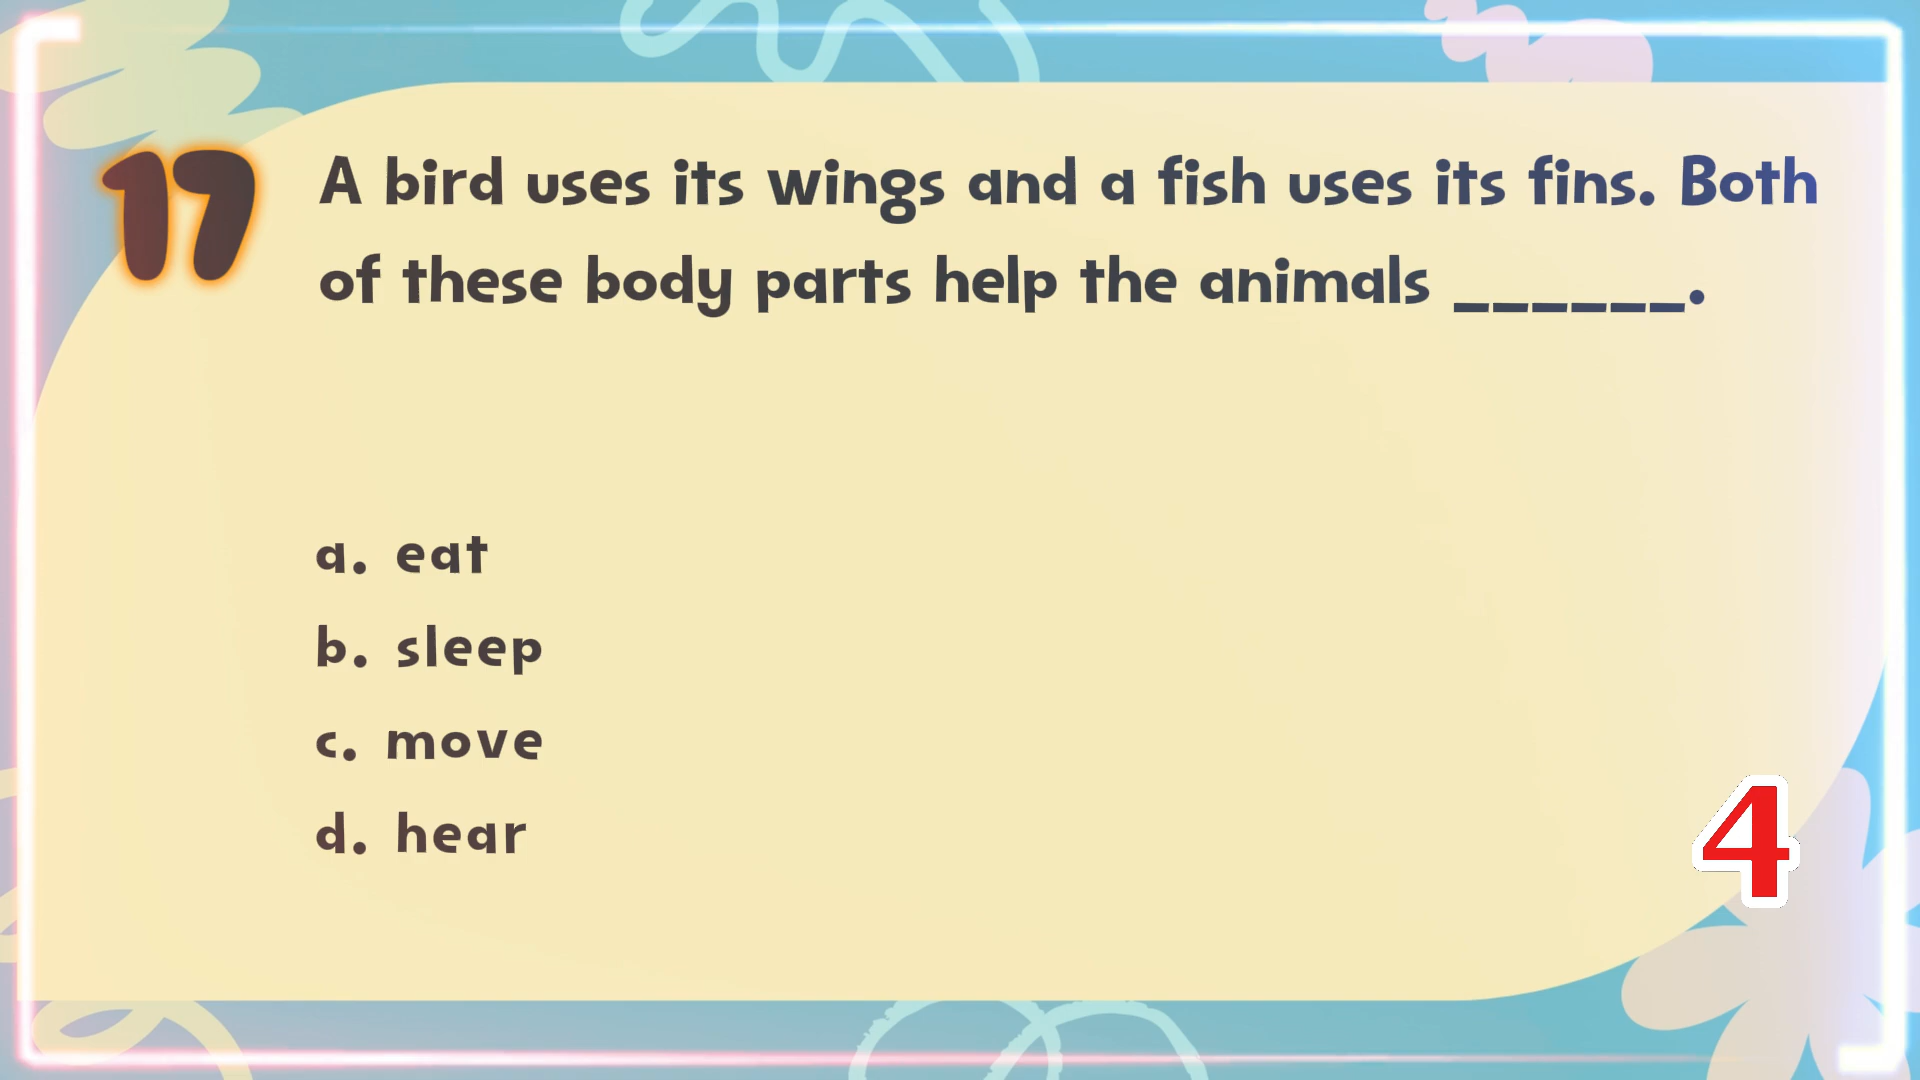 17
A bird uses its wings and a fish uses its fins. Both
of these body parts help the animals ______.
a. eat
b. sleep
c. move
d. hear
4